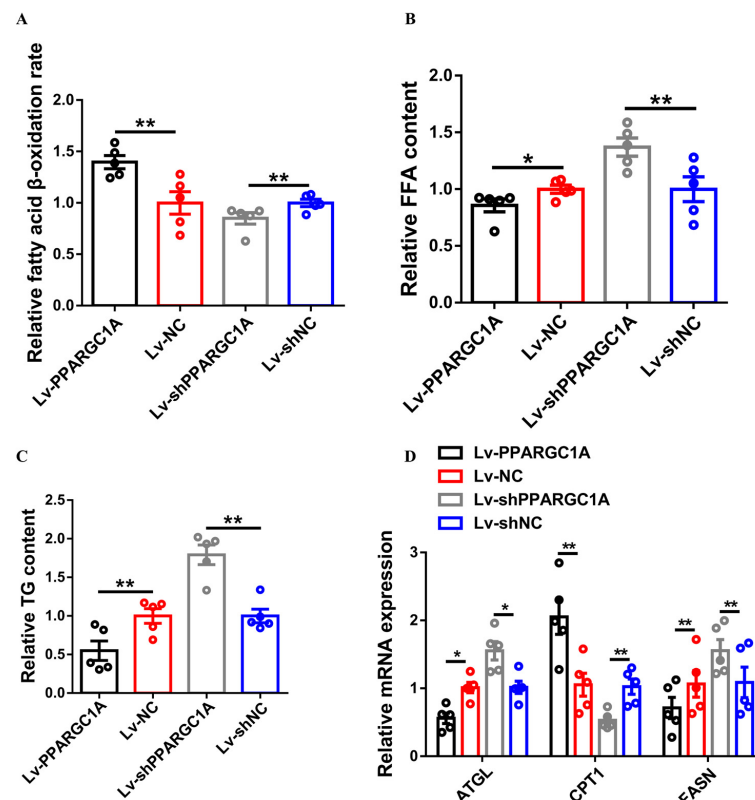 A
Relative fatty acid β-oxidation rate
2.0
1.5
1.0
0.5
0.0
**
**
Lv-PPARGC1A
Lv-NC
Lv-shPPARGC1A
Lv-shNC
B
Relative FFA content
2.0
1.5
1.0
0.5
0.0
*
**
Lv-PPARGC1A
Lv-NC
Lv-shPPARGC1A
Lv-shNC
C
Relative TG content
2.5
2.0
1.5
1.0
0.5
0.0
**
**
Lv-PPARGC1A
Lv-NC
Lv-shPPARGC1A
Lv-shNC
D
Lv-PPARGC1A
Lv-NC
Lv-shPPARGC1A
Lv-shNC
Relative mRNA expression
3
2
1
0
*
*
**
**
**
**
ATGL
CPT1
FASN